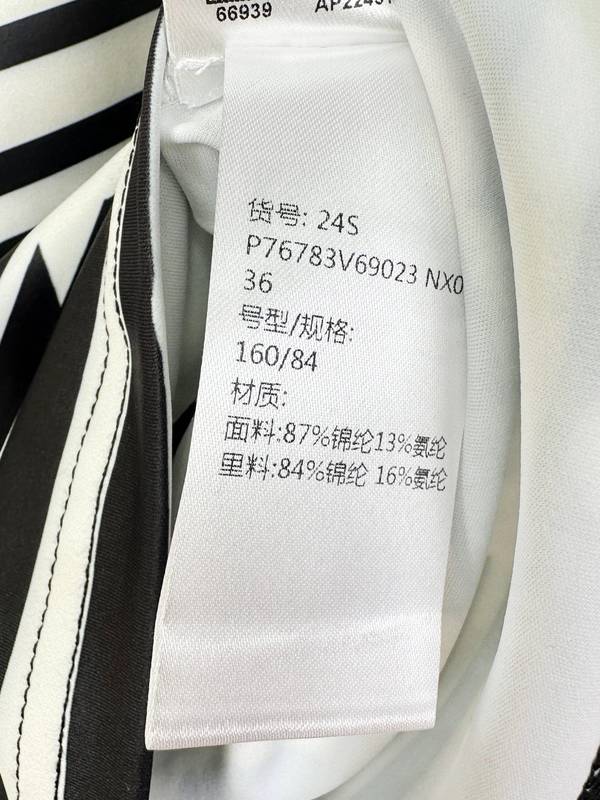 66939
货号: 24S
P76783V69023 NX0
36
号型/规格:
160/84
材质:
面料:87%锦纶13%氨纶
里料:84%锦纶 16%氨纶